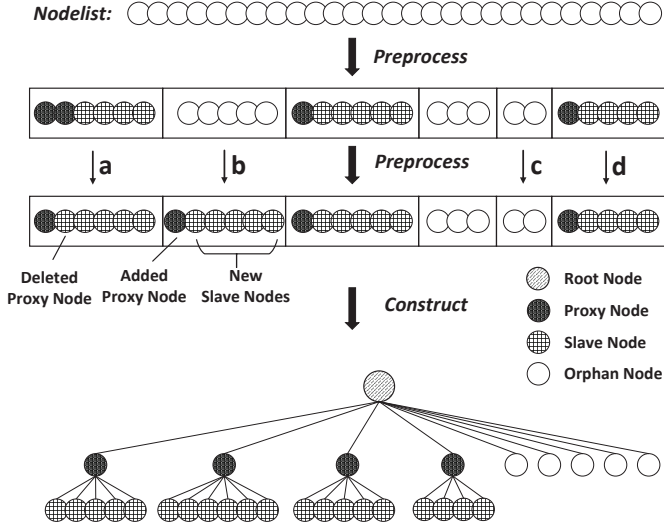 Nodelist:
Preprocess
a
b
Preprocess
c
d
Deleted
Proxy Node
Added
Proxy Node
New
Slave Nodes
Construct
Root Node
Proxy Node
Slave Node
Orphan Node